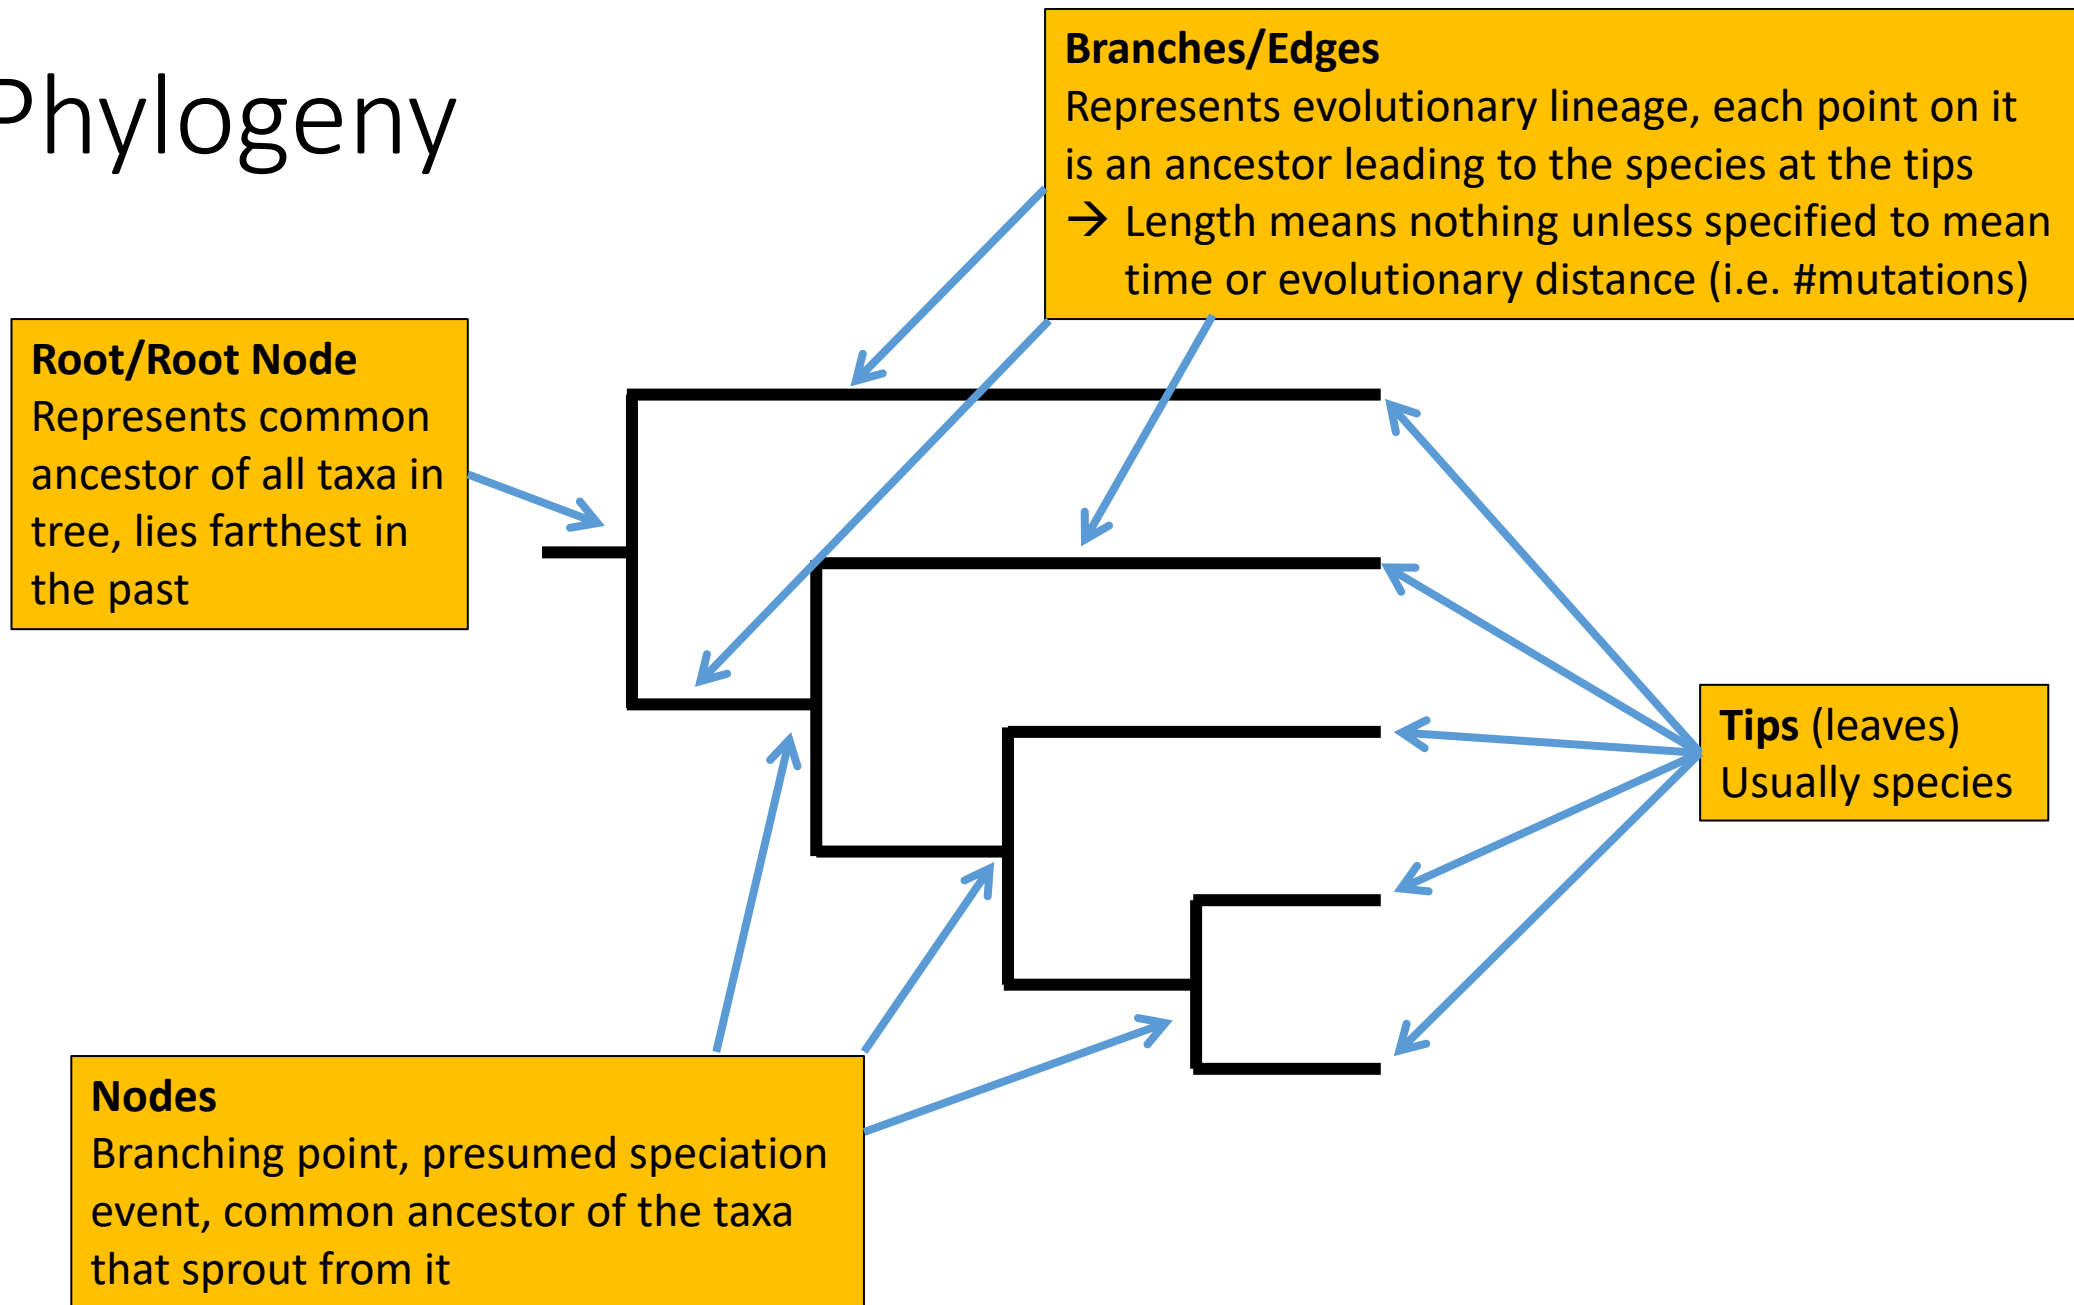 Phylogeny
Branches/Edges
Represents evolutionary lineage, each point on it
is an ancestor leading to the species at the tips
→ Length means nothing unless specified to mean
time or evolutionary distance (i.e. #mutations)
Root/Root Node
Represents common
ancestor of all taxa in
tree, lies farthest in
the past
Tips (leaves)
Usually species
Nodes
Branching point, presumed speciation
event, common ancestor of the taxa
that sprout from it